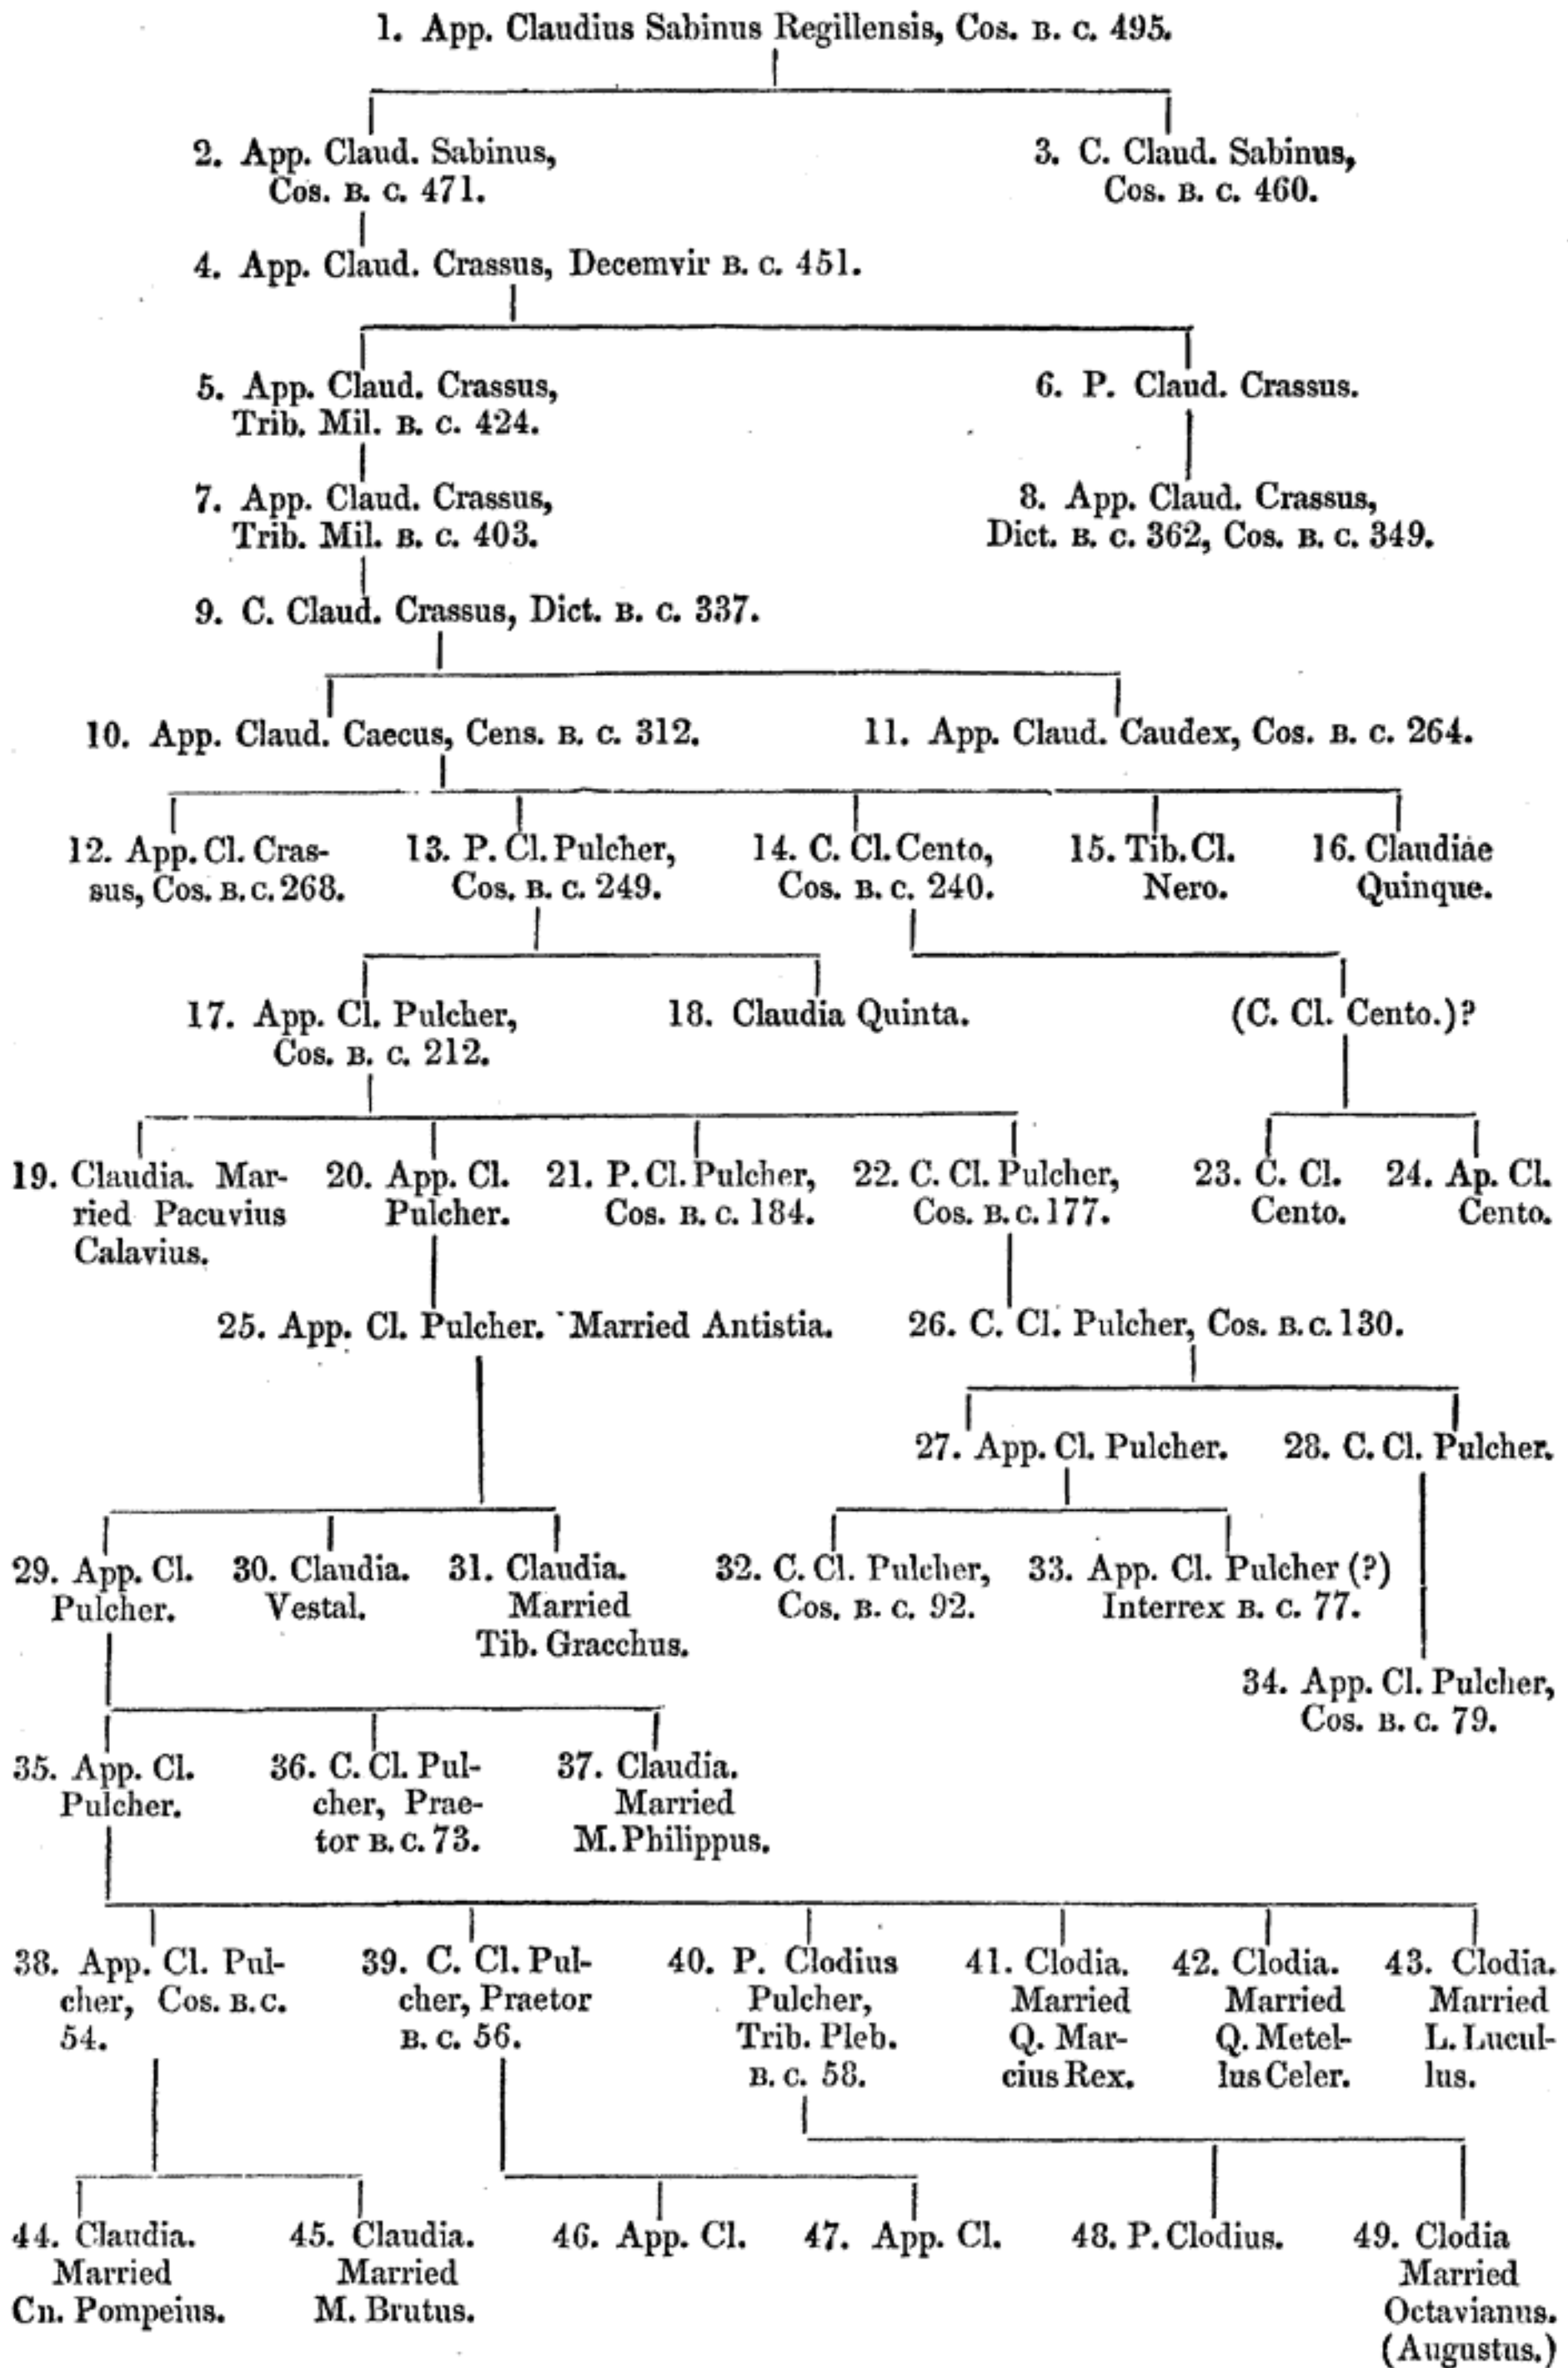 1. App. Claudius Sabinus Regillensis, Cos. B. C. 495.
2. App. Claud. Sabinus,
Cos. B. C. 471.
3. C. Claud. Sabinus,
Cos. B. C. 460.
4. App. Claud. Crassus, Decemvir B. C. 451.
5. App. Claud. Crassus,
Trib. Mil. B. C. 424.
6. P. Claud. Crassus.
7. App. Claud. Crassus,
Trib. Mil. B. C. 403.
8. App. Claud. Crassus,
Dict. B. C. 362, Cos. B. C. 349.
9. C. Claud. Crassus, Dict. B. C. 337.
10. App. Claud. Caecus, Cens. B. C. 312.
11. App. Claud. Caudex, Cos. B. C. 264.
12. App. Cl. Cras-
sus, Cos. B. C. 268.
13. P. Cl. Pulcher,
Cos. B. C. 249.
14. C. Cl. Cento,
Cos. B. C. 240.
15. Tib. Cl.
Nero.
16. Claudiae
Quinque.
17. App. Cl. Pulcher,
Cos. B. C. 212.
18. Claudia Quinta.
(C. Cl. Cento.)?
19. Claudia. Mar-
ried Pacuvius
Calavius.
20. App. Cl.
Pulcher.
21. P. Cl. Pulcher,
Cos. B. C. 184.
22. C. Cl. Pulcher,
Cos. B. C. 177.
23. C. Cl.
Cento.
24. Ap. Cl.
Cento.
25. App. Cl. Pulcher. Married Antistia.
26. C. Cl. Pulcher, Cos. B. C. 130.
27. App. Cl. Pulcher.
28. C. Cl. Pulcher.
29. App. Cl.
Pulcher.
30. Claudia.
Vestal.
31. Claudia.
Married
Tib. Gracchus.
32. C. Cl. Pulcher,
Cos. B. C. 92.
33. App. Cl. Pulcher (?)
Interrex B. C. 77.
34. App. Cl. Pulcher,
Cos. B. C. 79.
35. App. Cl.
Pulcher.
36. C. Cl. Pul-
cher, Prae-
tor B. C. 73.
37. Claudia.
Married
M. Philippus.
38. App. Cl. Pul-
cher, Cos. B. C.
54.
39. C. Cl. Pul-
cher, Praetor
B. C. 56.
40. P. Clodius
Pulcher,
Trib. Pleb.
B. C. 58.
41. Clodia.
Married
Q. Mar-
cius Rex.
42. Clodia.
Married
Q. Metel-
lus Celer.
43. Clodia.
Married
L. Lucul-
lus.
44. Claudia.
Married
Cn. Pompeius.
45. Claudia.
Married
M. Brutus.
46. App. Cl.
47. App. Cl.
48. P. Clodius.
49. Clodia
Married
Octavianus.
(Augustus.)